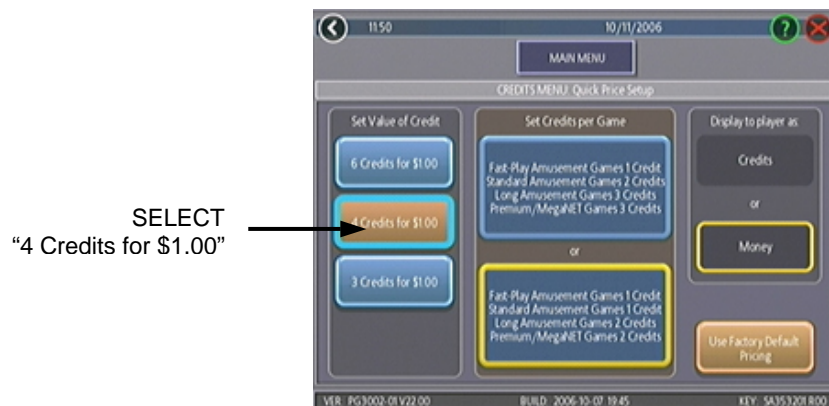 SELECT
“4 Credits for $1.00”
11:50
10/11/2006
?
MAIN MENU
CREDITS MENU: Quick Price Setup
Set Value of Credit
6 Credits for $1.00
4 Credits for $1.00
3 Credits for $1.00
Set Credits per Game
Fast-Play Amusement Games 1 Credit
Standard Amusement Games 2 Credits
Long Amusement Games 3 Credits
Premium/MegaNET Games 3 Credits
or
Fast-Play Amusement Games 1 Credit
Standard Amusement Games 1 Credit
Long Amusement Games 2 Credits
Premium/MegaNET Games 2 Credits
Display to player as:
Credits
or
Money
Use Factory Default
Pricing
VER: PG3002-01 V22.00
BUILD: 2006-10-07 19:45
KEY: SA353201 R00